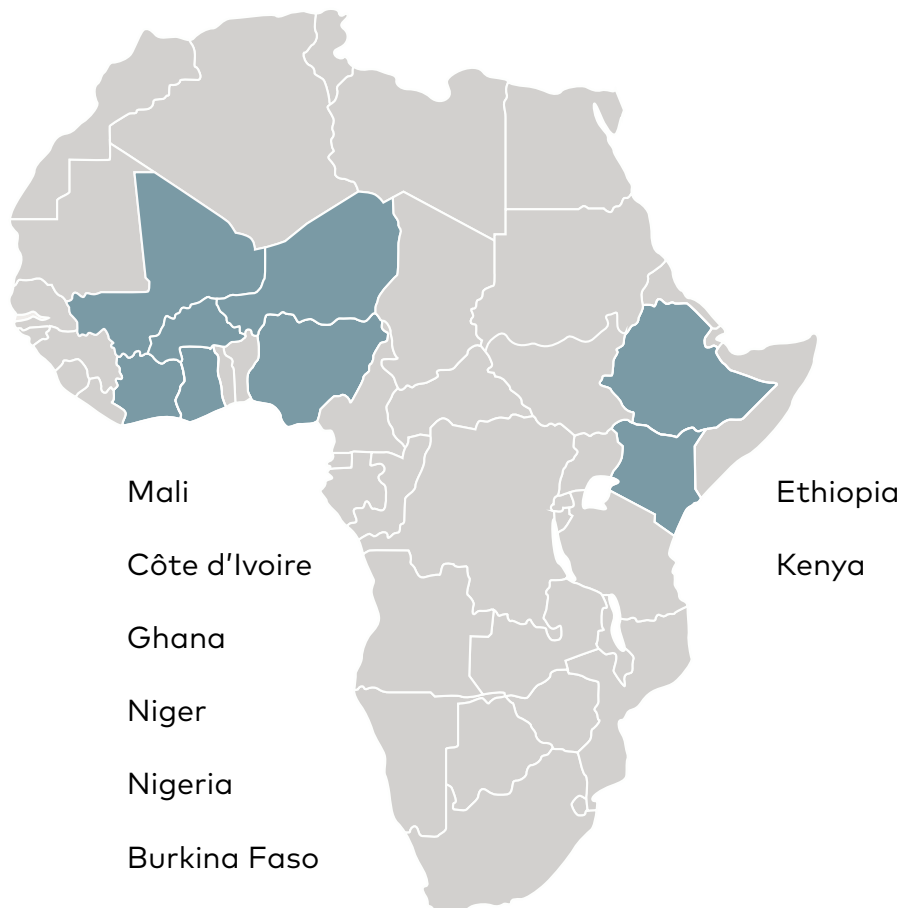 Mali
Côte d’Ivoire
Ghana
Niger
Nigeria
Burkina Faso
Ethiopia
Kenya